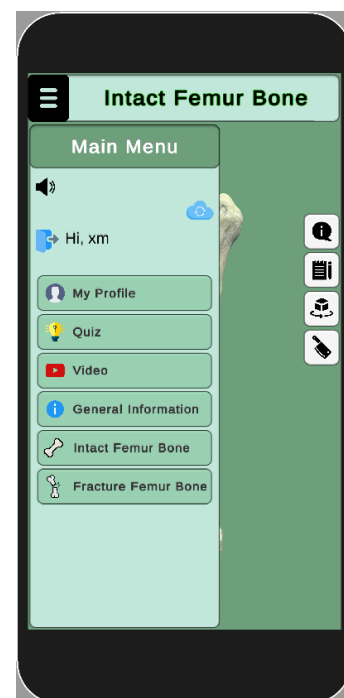 Intact Femur Bone
Main Menu
Hi, xm
My Profile
Quiz
Video
General Information
Intact Femur Bone
Fracture Femur Bone